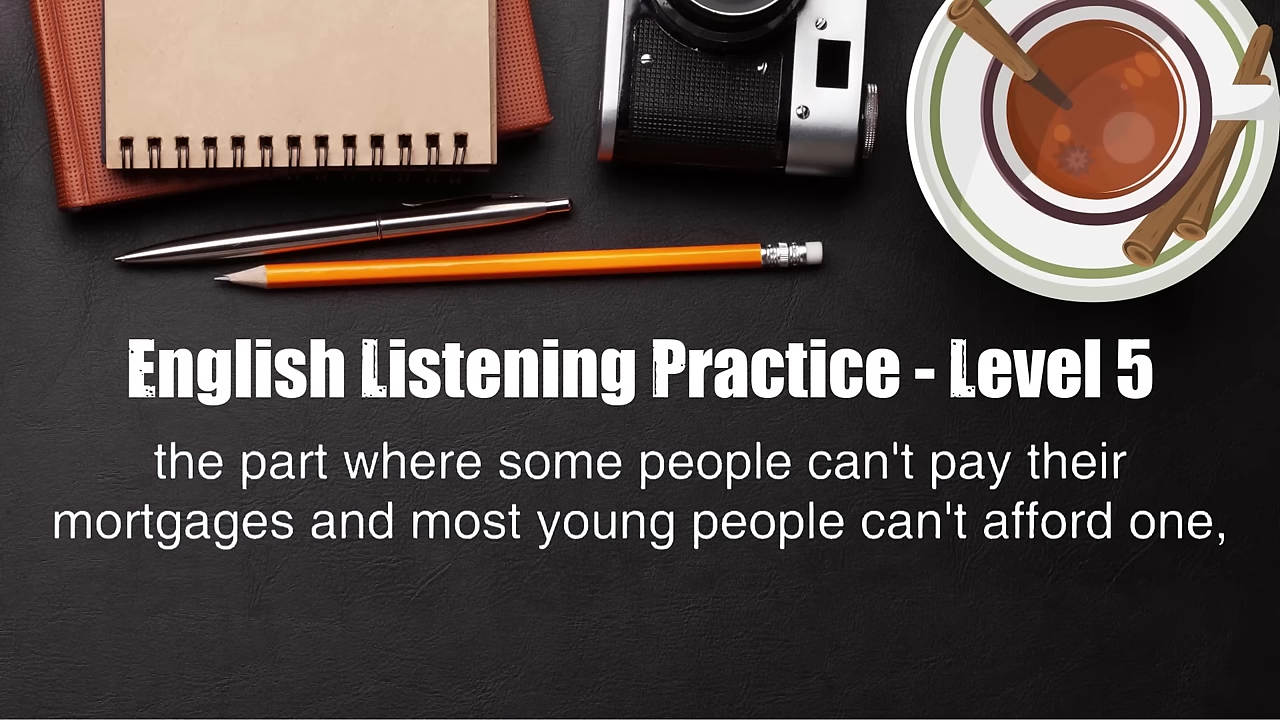 English Listening Practice - Level 5
the part where some people can't pay their
mortgages and most young people can't afford one,